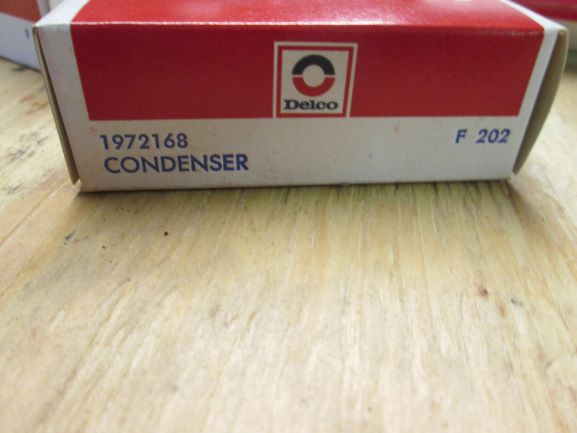 Delco
1972168
CONDENSER
F 202